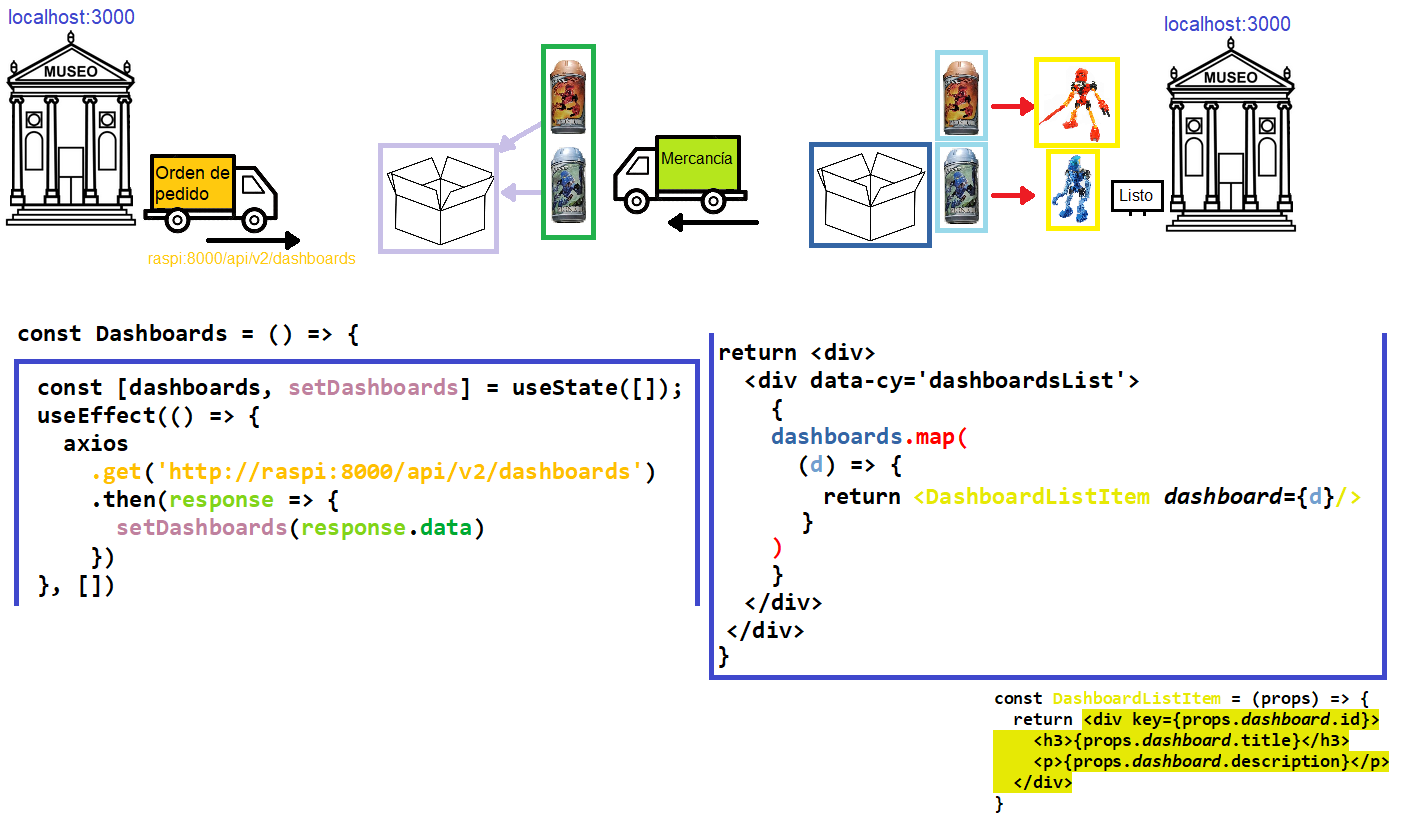 localhost:3000
MUSEO
Orden de
pedido
raspi:8000/api/v2/dashboards
Mercancía
localhost:3000
MUSEO
Listo
const Dashboards = () => {
const [dashboards, setDashboards] = useState([]);
useEffect(() => {
axios
.get('http://raspi:8000/api/v2/dashboards')
.then(response => {
setDashboards(response.data)
})
}, [])
return <div>
<div data-cy='dashboardsList'>
{
dashboards.map(
(d) => {
return <DashboardListItem dashboard={d}/>
}
)
}
</div>
</div>
}
const DashboardListItem = (props) => {
return <div key={props.dashboard.id}>
<h3>{props.dashboard.title}</h3>
<p>{props.dashboard.description}</p>
</div>
}